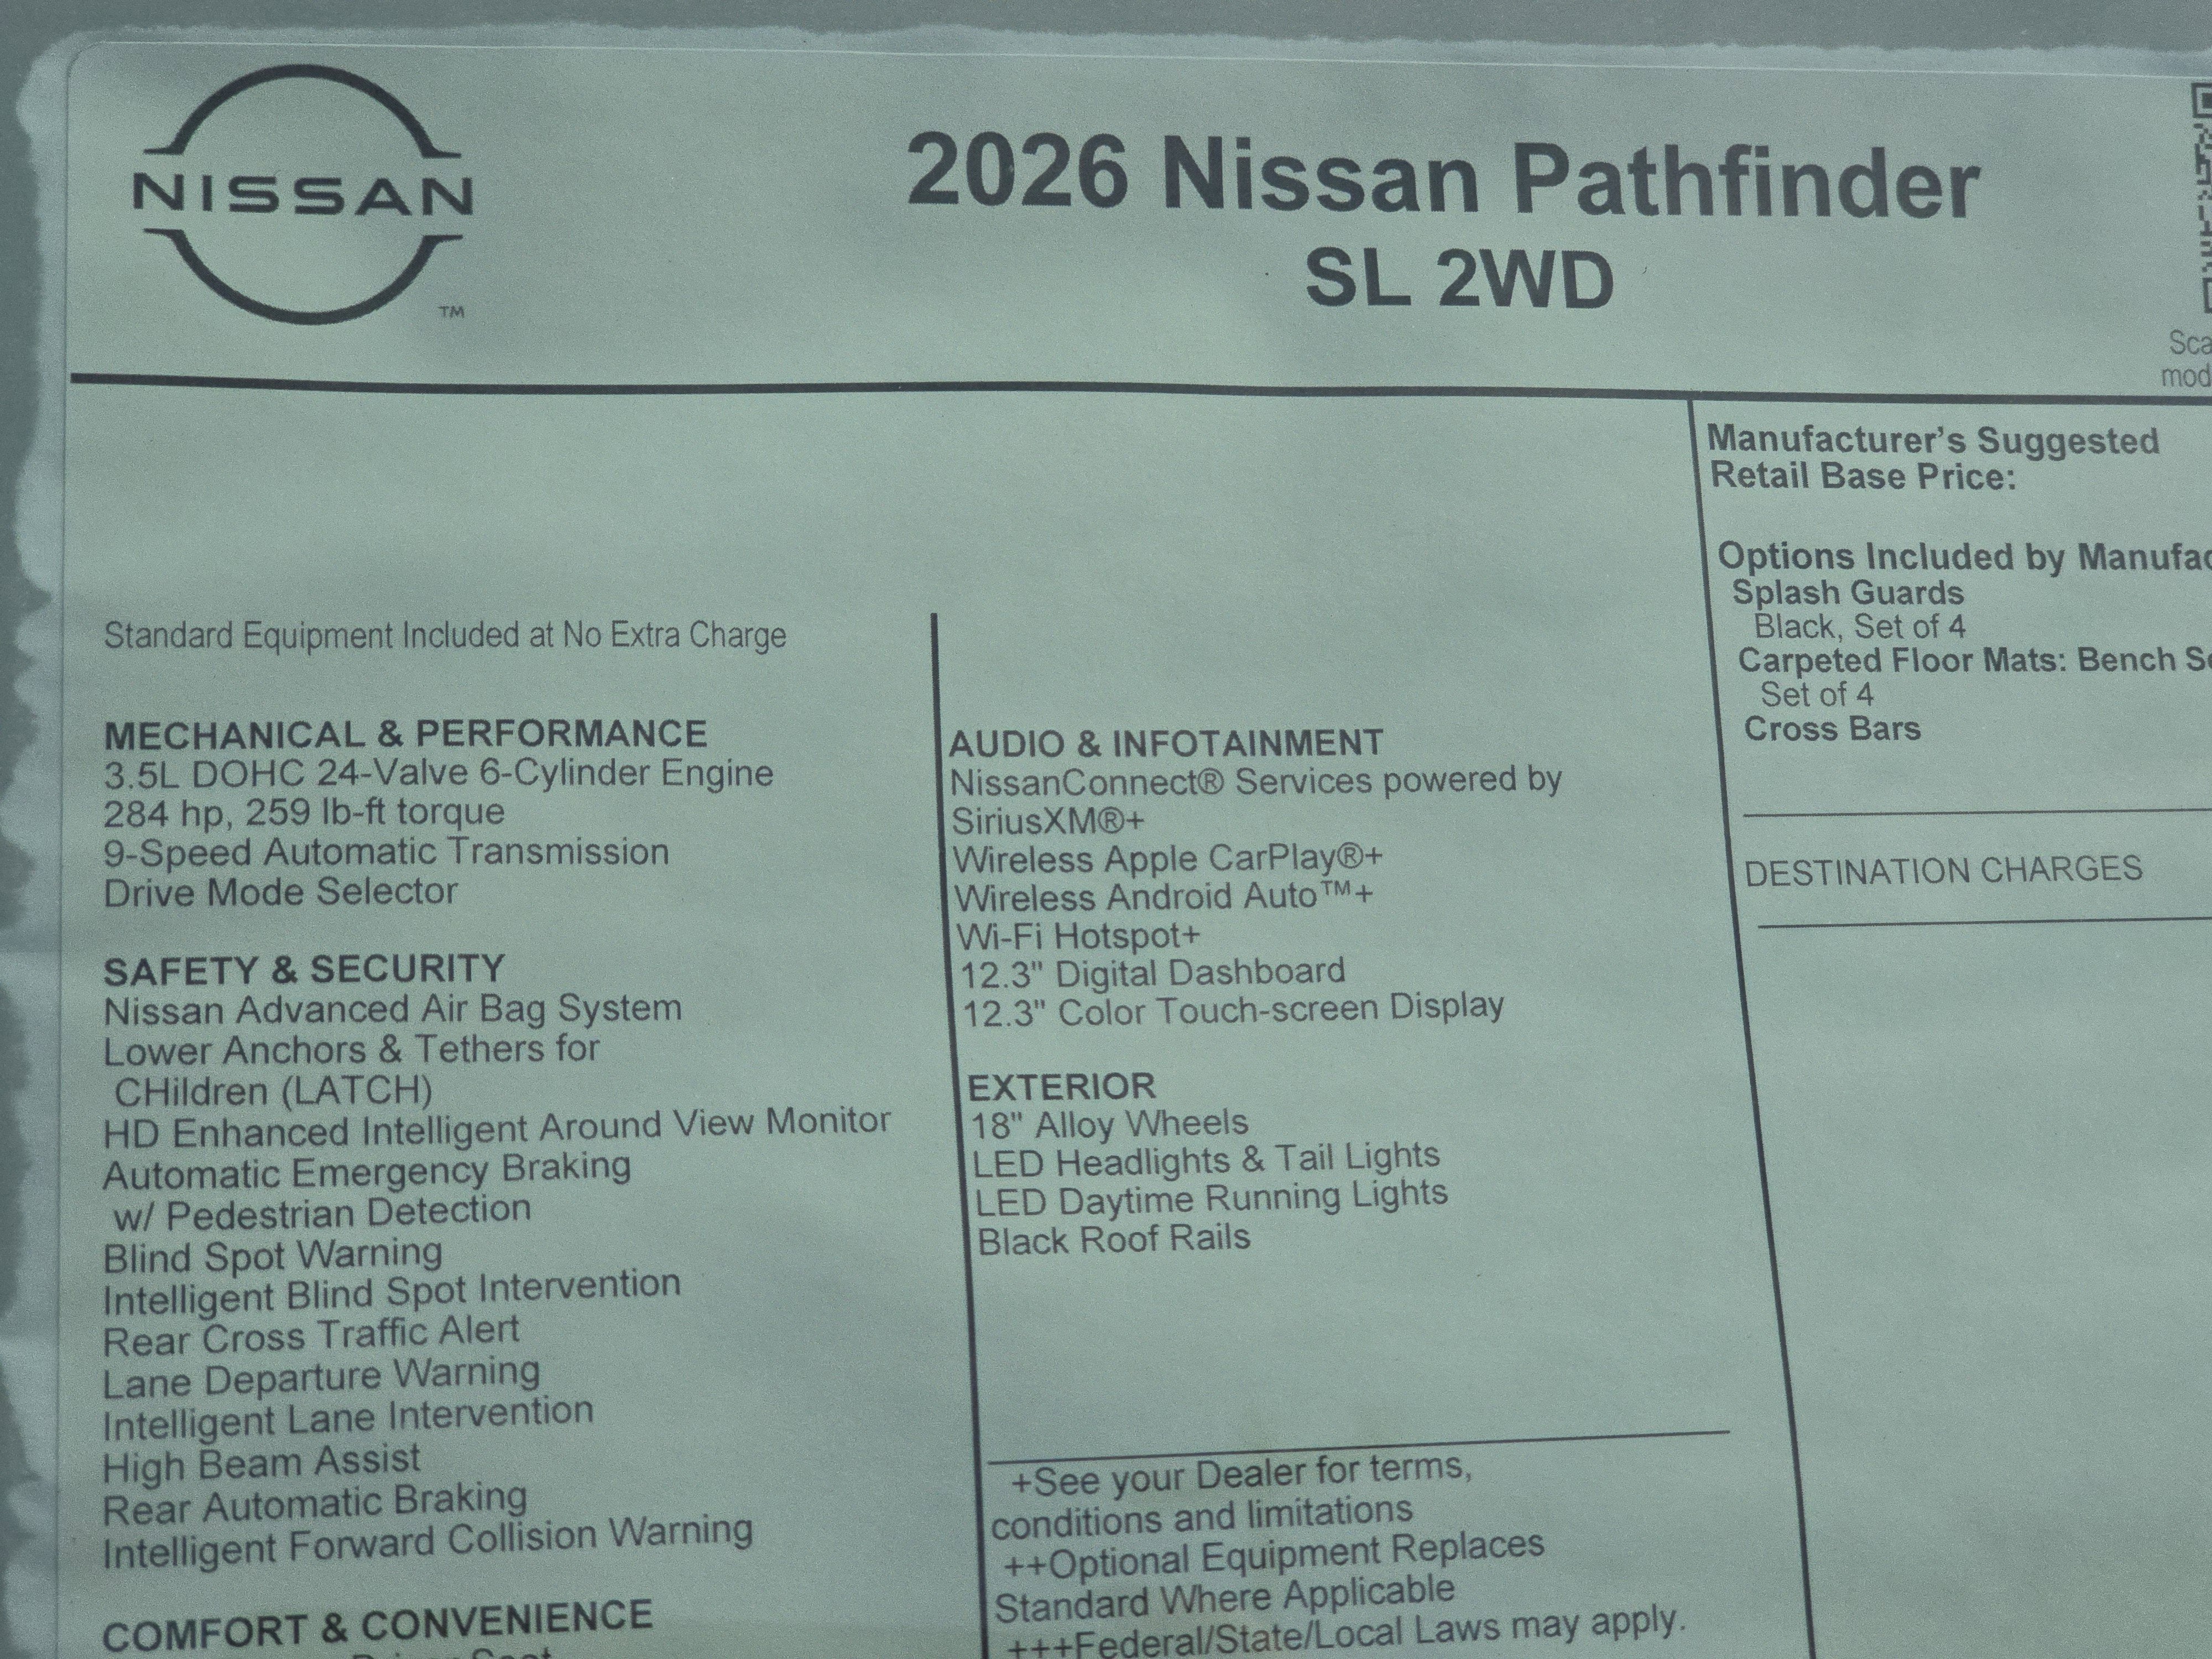 NISSAN
TM
2026 Nissan Pathfinder
SL 2WD
Standard Equipment Included at No Extra Charge
MECHANICAL & PERFORMANCE
3.5L DOHC 24-Valve 6-Cylinder Engine
284 hp, 259 lb-ft torque
9-Speed Automatic Transmission
Drive Mode Selector
SAFETY & SECURITY
Nissan Advanced Air Bag System
Lower Anchors & Tethers for
CHildren (LATCH)
HD Enhanced Intelligent Around View Monitor
Automatic Emergency Braking
w/ Pedestrian Detection
Blind Spot Warning
Intelligent Blind Spot Intervention
Rear Cross Traffic Alert
Lane Departure Warning
Intelligent Lane Intervention
High Beam Assist
Rear Automatic Braking
Intelligent Forward Collision Warning
COMFORT & CONVENIENCE
AUDIO & INFOTAINMENT
NissanConnect® Services powered by
SiriusXM®+
Wireless Apple CarPlay®+
Wireless Android Auto™+
Wi-Fi Hotspot+
12.3" Digital Dashboard
12.3" Color Touch-screen Display
EXTERIOR
18" Alloy Wheels
LED Headlights & Tail Lights
LED Daytime Running Lights
Black Roof Rails
+See your Dealer for terms,
conditions and limitations
++Optional Equipment Replaces
Standard Where Applicable
+++Federal/State/Local Laws may apply.
Manufacturer's Suggested
Retail Base Price:
Options Included by
Splash Guards
Black, Set of 4
Carpeted Floor Mats: Bench
Set of 4
Cross Bars
DESTINATION CHARGES